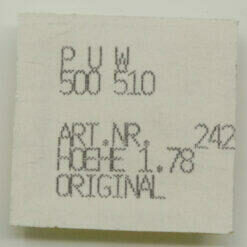 P U W
500 510
ART.NR. 242
HOEHE 1.78
ORIGINAL